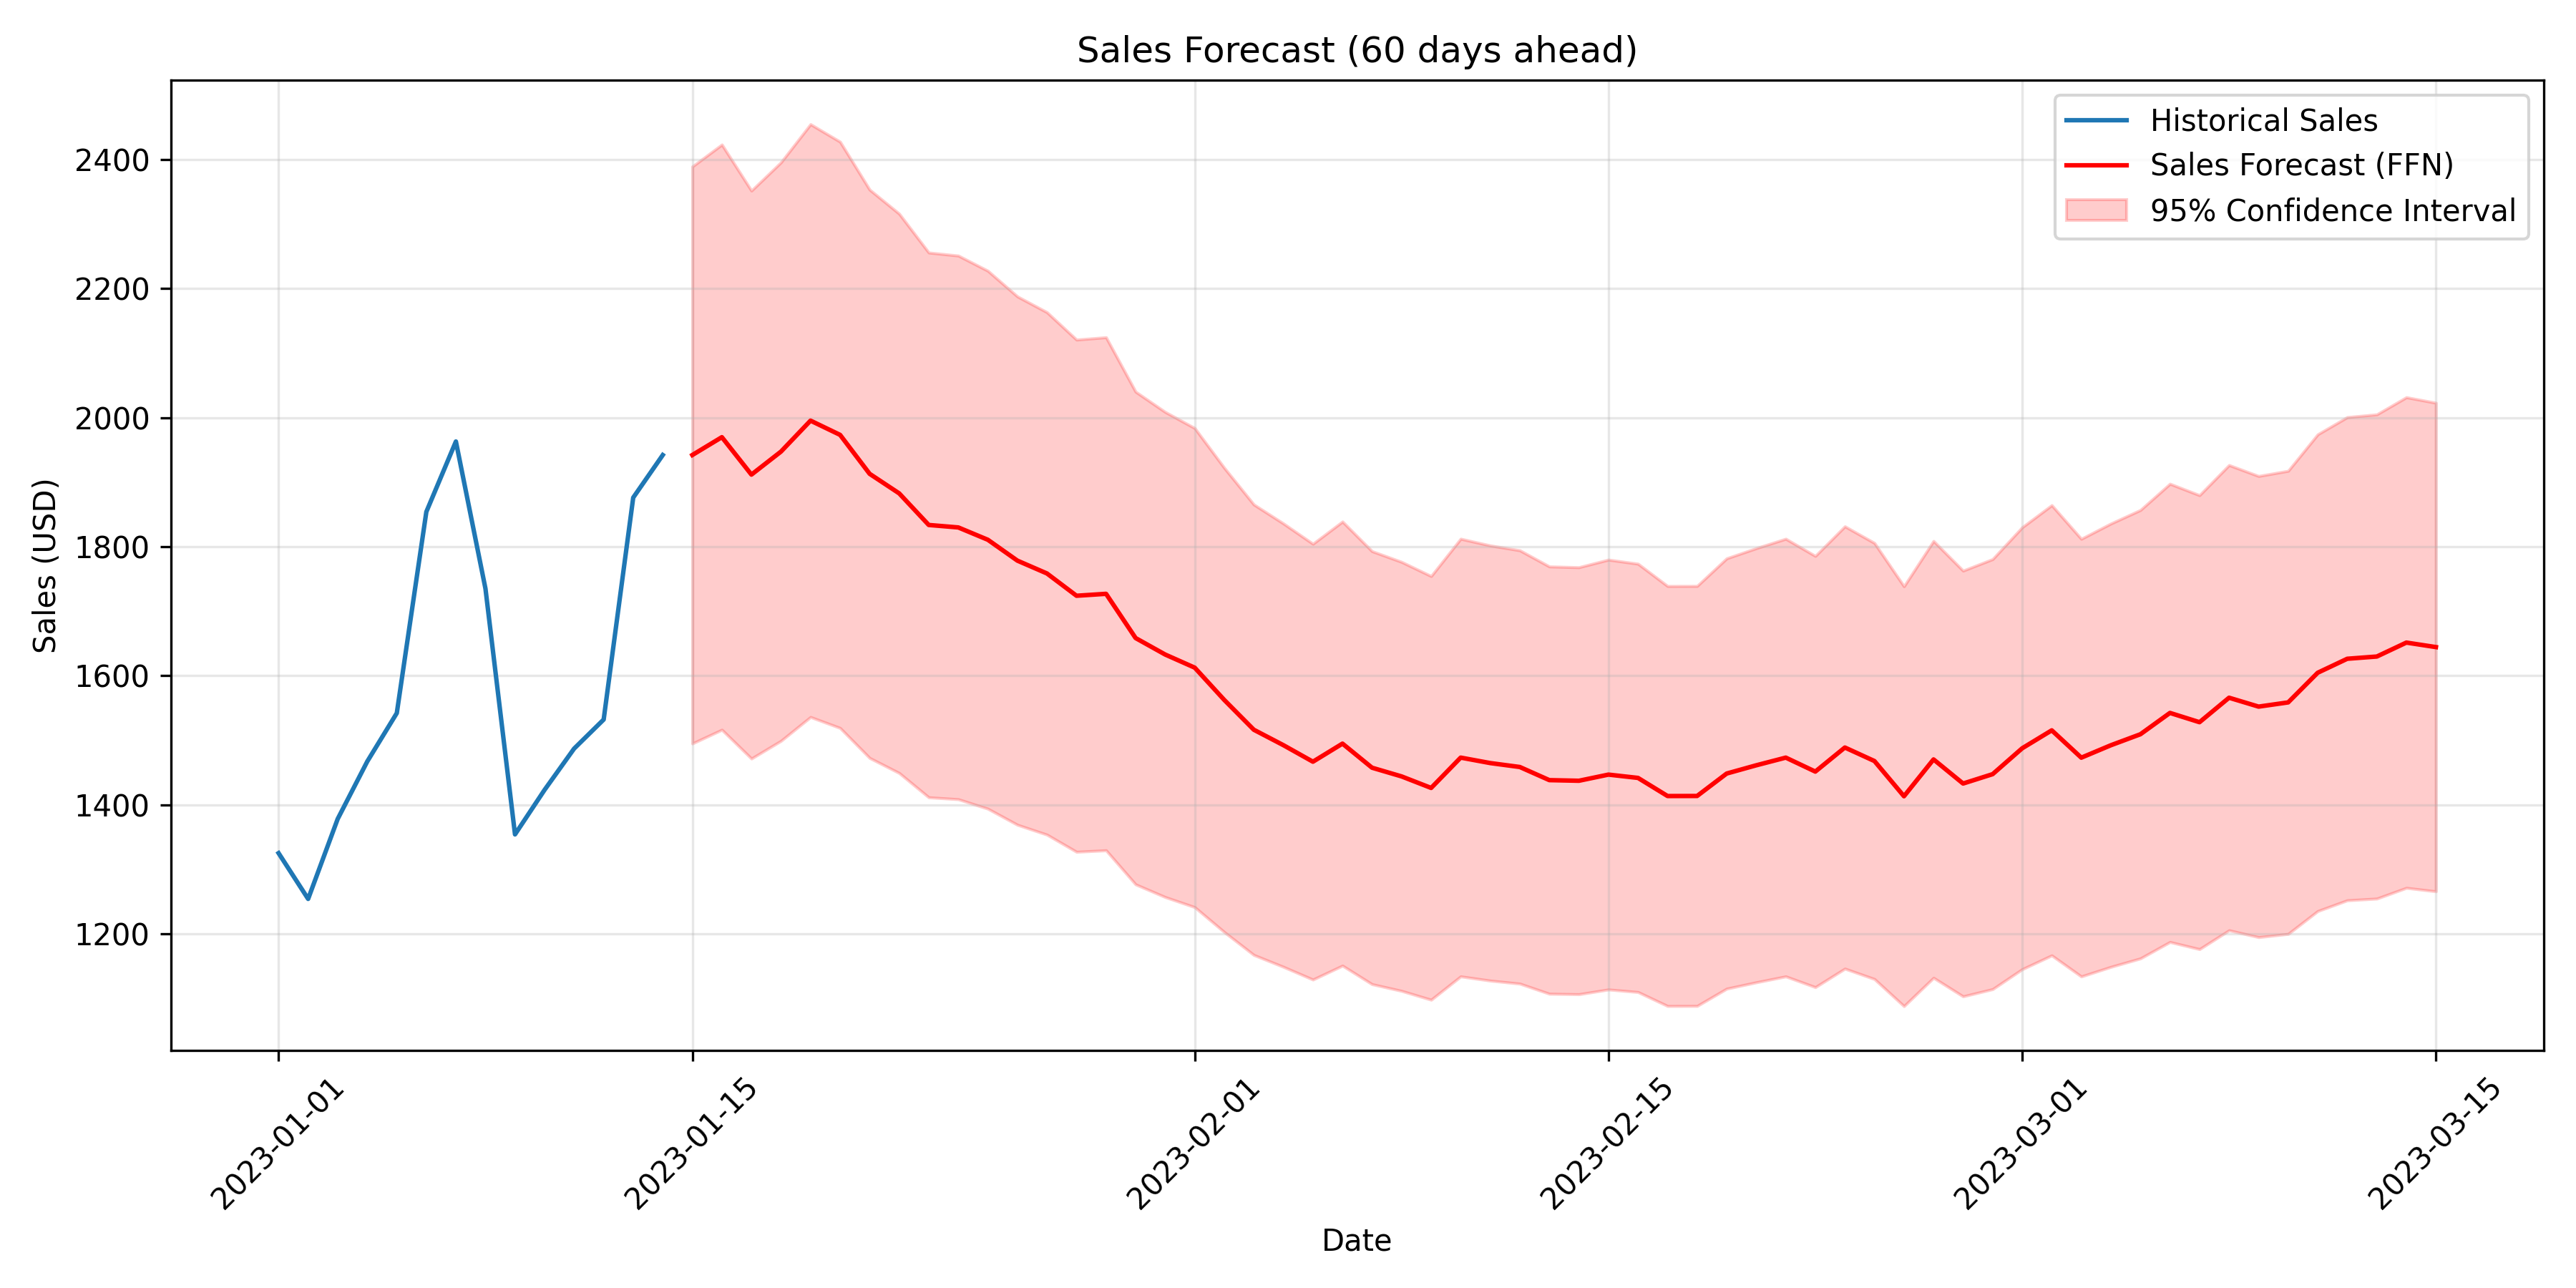 Sales Forecast (60 days ahead)
Historical Sales
Sales Forecast (FFN)
95% Confidence Interval
Sales (USD)
2400
2200
2000
1800
1600
1400
1200
2023-01-01
2023-01-15
2023-02-01
2023-02-15
2023-03-01
2023-03-15
Date